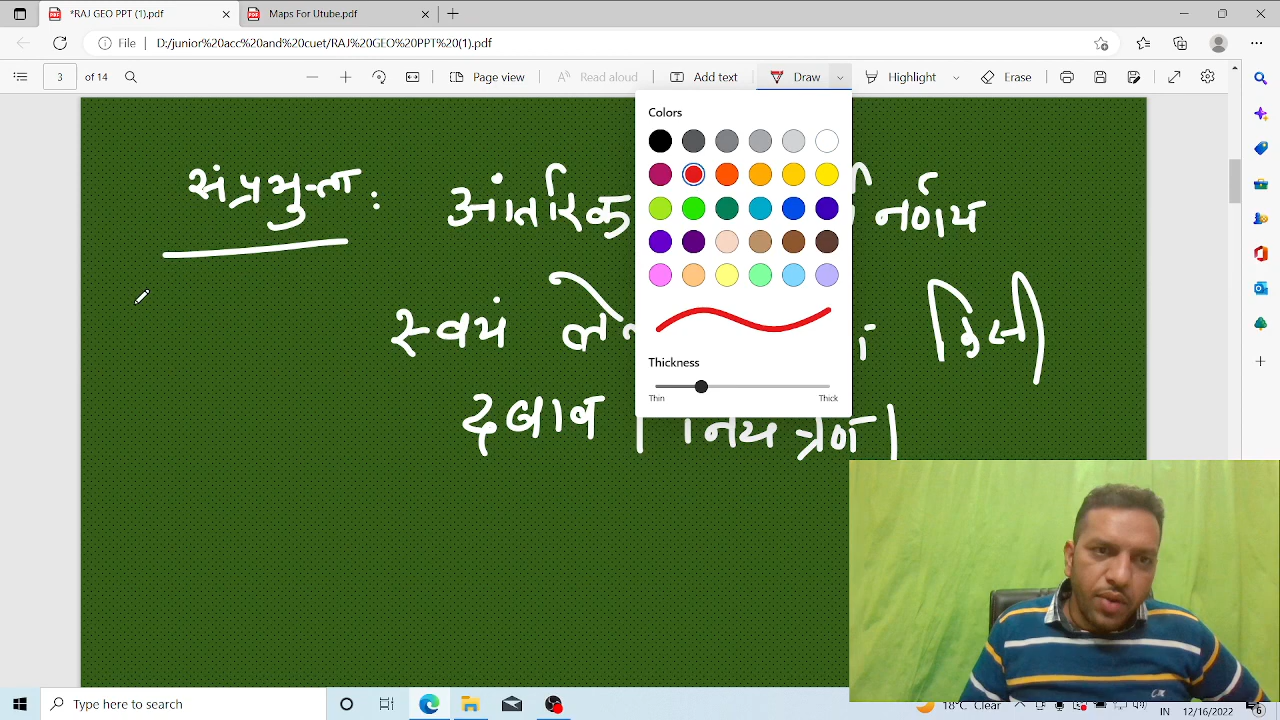 *RAJ GEO PPT (1).pdf
Maps For Utube.pdf
File D:/junior%20acc%20and%20cuet/RAJ%20GEO%20PPT%20(1).pdf
3 of 14 Page view Read aloud Add text Draw Highlight Erase
Colors
Thickness
Thin Thick
संप्रभुता : आंतरिक निर्णय
स्वयं किसी
दबाव नियंत्रण
Type here to search
18°C Clear IN 12/16/2022 6